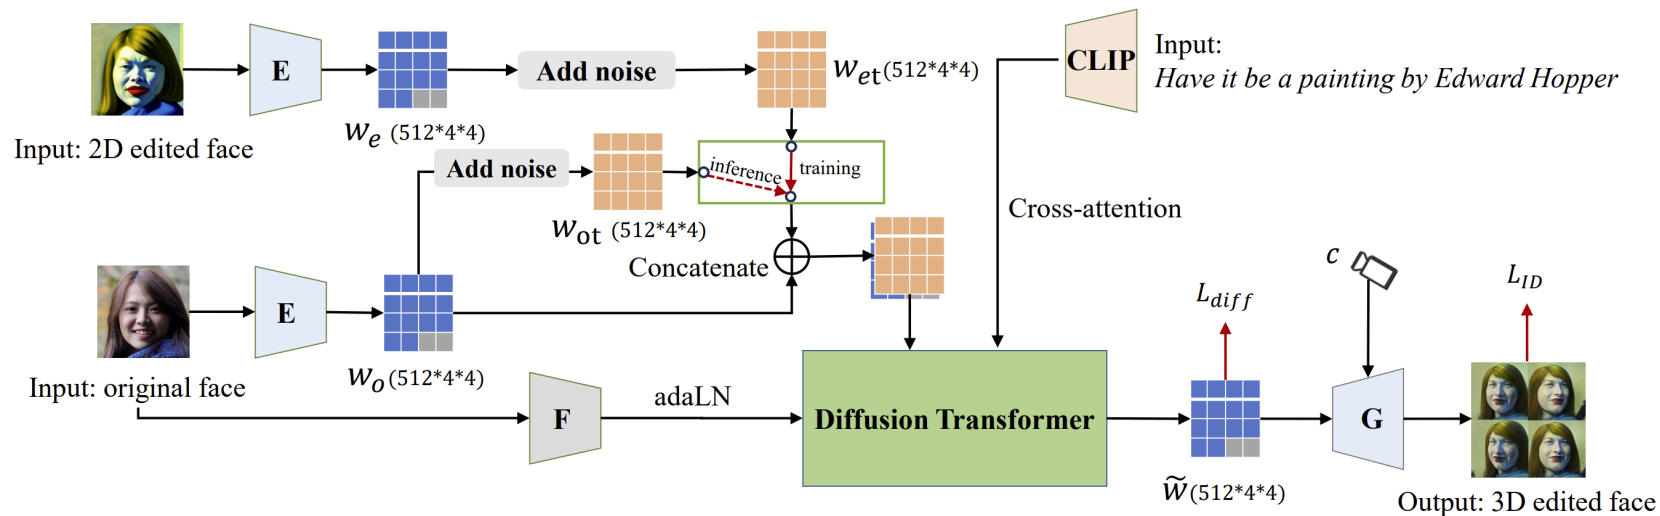 E
Add noise
w_et(512*4*4)
CLIP
Input:
Have it be a painting by Edward Hopper
Input: 2D edited face
w_e (512*4*4)
Add noise
inference
training
w_ot (512*4*4)
Cross-attention
Concatenate
c
E
L_diff
L_ID
Input: original face
w_o(512*4*4)
F
adaLN
Diffusion Transformer
G
w̃(512*4*4)
Output: 3D edited face